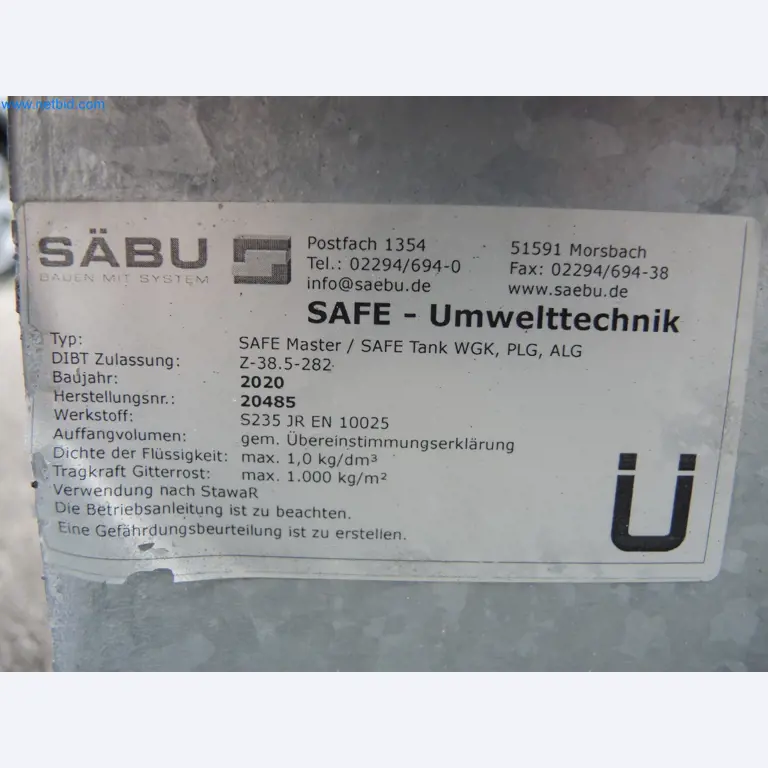 www.netbid.com
SÄBU
BAUEN MIT SYSTEM
Postfach 1354 51591 Morsbach
Tel.: 02294/694-0 Fax: 02294/694-38
info@saebu.de www.saebu.de
SAFE - Umwelttechnik
Typ: SAFE Master / SAFE Tank WGK, PLG, ALG
DIBT Zulassung: Z-38.5-282
Baujahr: 2020
Herstellungsnr.: 20485
Werkstoff: S235 JR EN 10025
Auffangvolumen: gem. Übereinstimmungserklärung
Dichte der Flüssigkeit: max. 1,0 kg/dm³
Tragkraft Gitterrost: max. 1.000 kg/m²
Verwendung nach StawaR
Die Betriebsanleitung ist zu beachten.
Eine Gefährdungsbeurteilung ist zu erstellen.
Ü